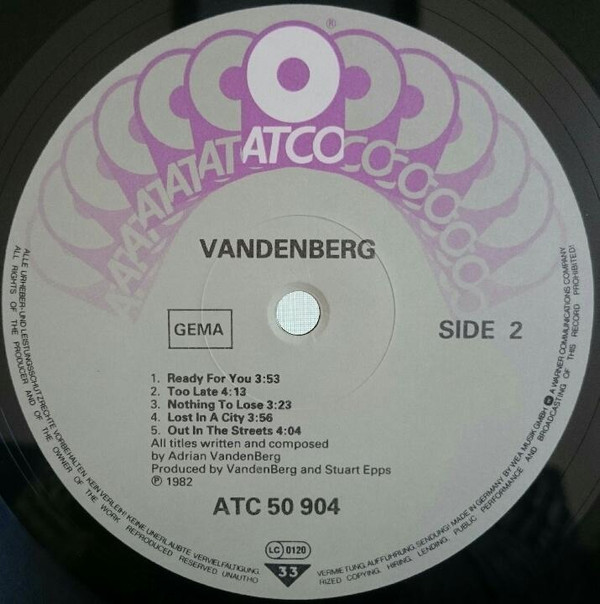 ®
ATCO
VANDENBERG
GEMA
SIDE 2
1. Ready For You 3:53
2. Too Late 4:13
3. Nothing To Lose 3:23
4. Lost In A City 3:56
5. Out In The Streets 4:04
All titles written and composed
by Adrian VandenBerg
Produced by VandenBerg and Stuart Epps
℗ 1982
ATC 50 904
LC 0120
33
ALLE URHEBER- UND LEISTUNGSSCHUTZRECHTE VORBEHALTEN. KEIN VERLEIH! KEINE UNERLAUBTE VERVIELFÄLTIGUNG, VERMIETUNG, AUFFÜHRUNG, SENDUNG! MADE IN GERMANY BY WEA MUSIK GMBH A WARNER COMMUNICATIONS COMPANY
ALL RIGHTS OF THE PRODUCER AND OF THE OWNER OF THE WORK REPRODUCED RESERVED UNAUTHORIZED COPYING, HIRING, LENDING, PUBLIC PERFORMANCE AND BROADCASTING OF THIS RECORD PROHIBITED!